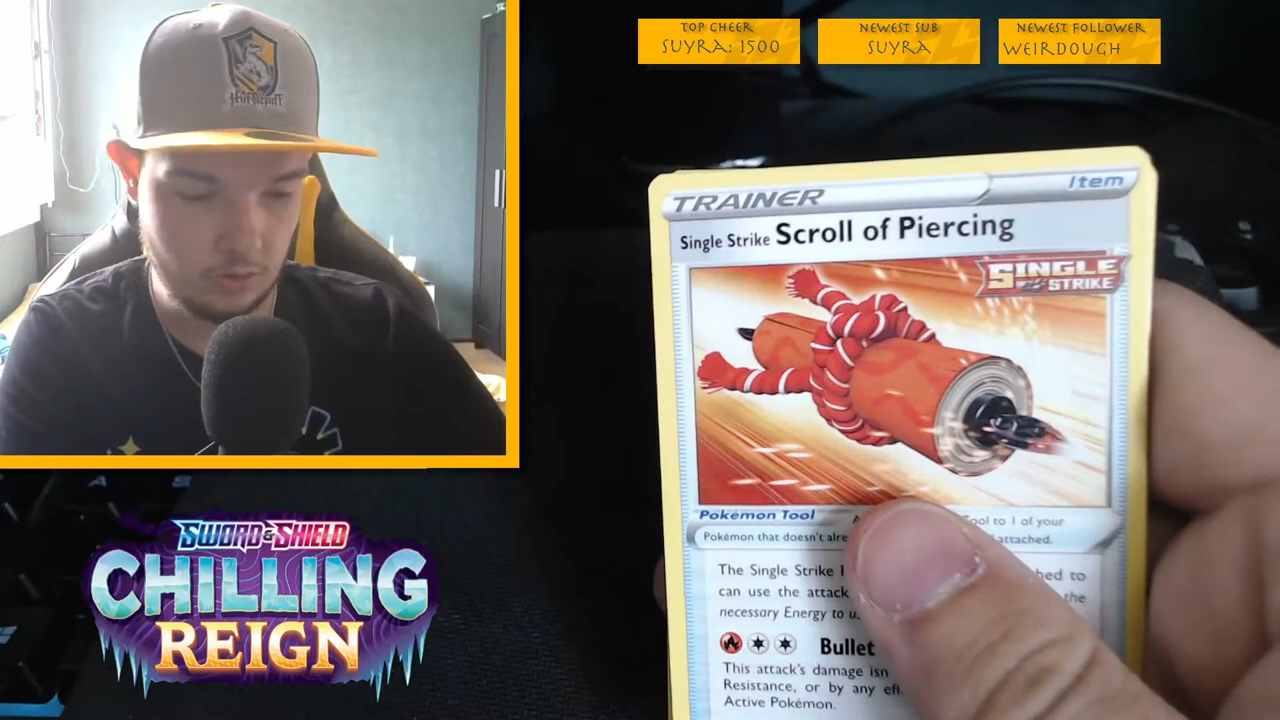 Hufflepuff
TOP CHEER
SUYRA: 1500
NEWEST SUB
SUYRA
NEWEST FOLLOWER
WEIRDOUGH
TRAINER
Item
Single Strike Scroll of Piercing
SINGLE
STRIKE
Pokémon Tool
Tool to 1 of your
Pokémon that doesn't attached.
The Single Strike
can use the attack the
necessary Energy to
Bullet
This attack's damage isn
Resistance, or by any
Active Pokémon.
SWORD & SHIELD
CHILLING
REIGN
A S